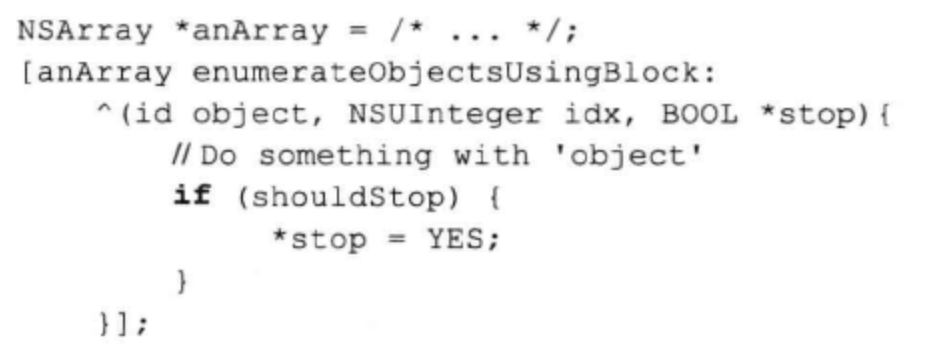 NSArray *anArray = /* ... */;
[anArray enumerateObjectsUsingBlock:
    ^(id object, NSUInteger idx, BOOL *stop){
        // Do something with 'object'
        if (shouldStop) {
            *stop = YES;
        }
    }];